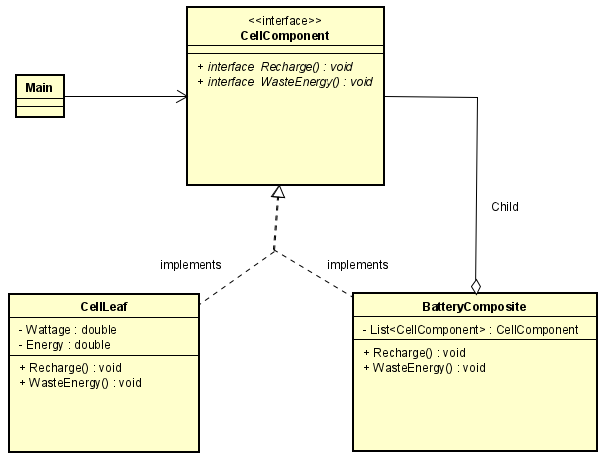 <<interface>>
CellComponent
+ interface Recharge() : void
+ interface WasteEnergy() : void
Main
Child
implements
implements
CellLeaf
- Wattage : double
- Energy : double
+ Recharge() : void
+ WasteEnergy() : void
BatteryComposite
- List<CellComponent> : CellComponent
+ Recharge() : void
+ WasteEnergy() : void